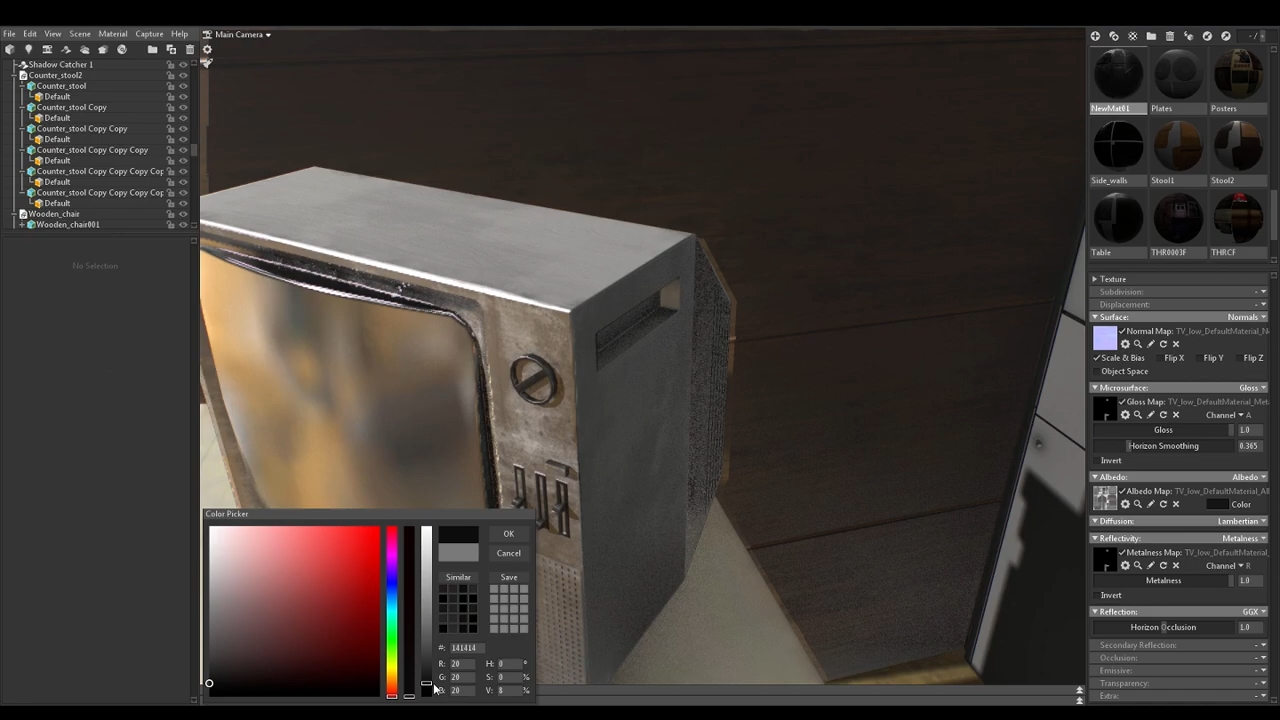 File Edit View Scene Material Capture Help
Main Camera
Shadow Catcher 1
Counter_stool2
Counter_stool
Default
Counter_stool Copy
Default
Counter_stool Copy Copy
Default
Counter_stool Copy Copy Copy
Default
Counter_stool Copy Copy Copy Cop
Default
Counter_stool Copy Copy Copy Cop
Default
Wooden_chair
Wooden_chair001
No Selection
Color Picker
OK
Cancel
Similar Save
#: 141414
R: 20 H: 0 °
G: 20 S: 0 %
B: 20 V: 8 %
- /
NewMat01 Plates Posters
Side_walls Stool1 Stool2
Table THR0003F THRCF
Texture
Subdivision: -
Displacement: -
Surface: Normals
Normal Map: TV_low_DefaultMaterial_N
Scale & Bias Flip X Flip Y Flip Z
Object Space
Microsurface: Gloss
Gloss Map: TV_low_DefaultMaterial_Met
Channel A
Gloss 1.0
Horizon Smoothing 0.365
Invert
Albedo: Albedo
Albedo Map: TV_low_DefaultMaterial_Al
Color
Diffusion: Lambertian
Reflectivity: Metalness
Metalness Map: TV_low_DefaultMaterial_
Channel R
Metalness 1.0
Invert
Reflection: GGX
Horizon Occlusion 1.0
Secondary Reflection: -
Occlusion: -
Emissive: -
Transparency: -
Extra: -